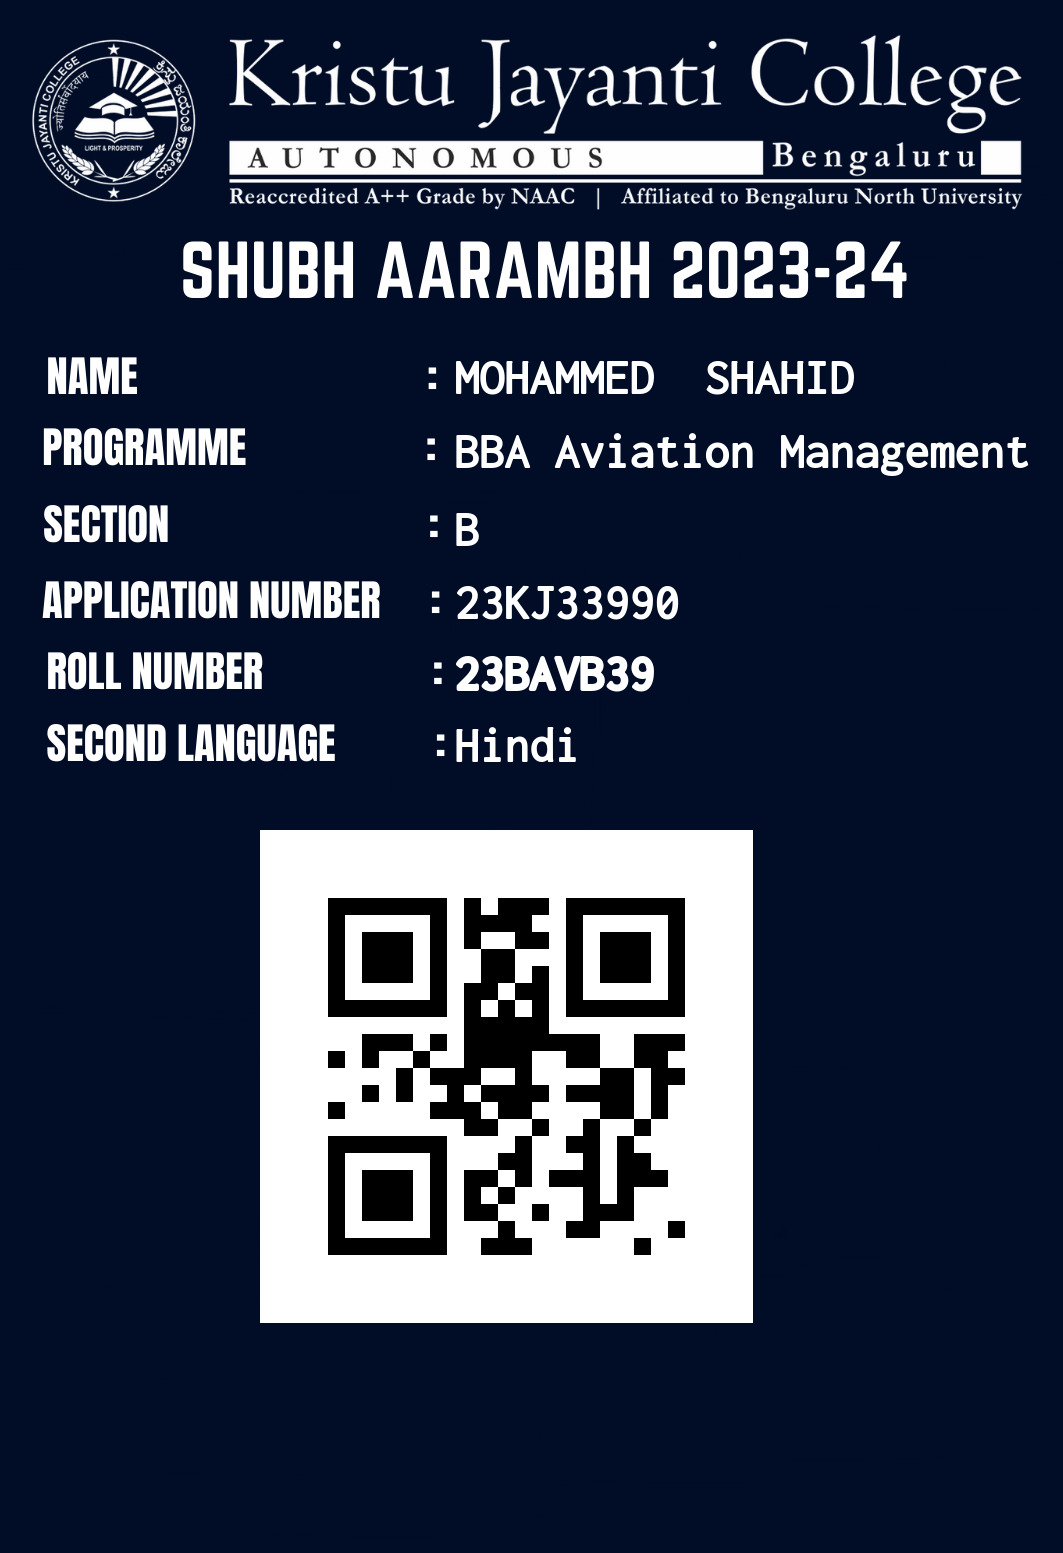 KRISTU JAYANTI COLLEGE
ಕ್ರಿಸ್ತು ಜಯಂತಿ ಕಾಲೇಜು
LIGHT & PROSPERITY
Kristu Jayanti College
AUTONOMOUS Bengaluru
Reaccredited A++ Grade by NAAC | Affiliated to Bengaluru North University
SHUBH AARAMBH 2023-24
NAME : MOHAMMED SHAHID
PROGRAMME : BBA Aviation Management
SECTION : B
APPLICATION NUMBER : 23KJ33990
ROLL NUMBER : 23BAVB39
SECOND LANGUAGE : Hindi